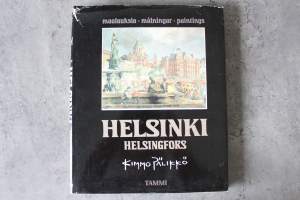 maalauksia • målningar • paintings
HELSINKI
HELSINGFORS
KIMMO PÄLIKKÖ
TAMMI